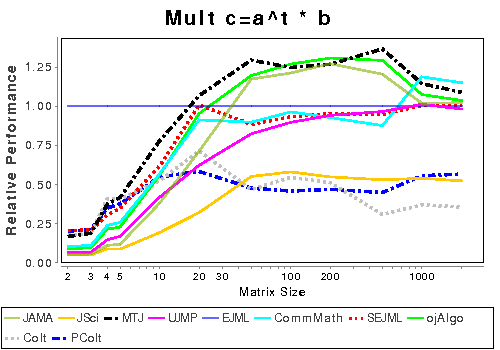 Mult c=a^t * b
Relative Performance
1.25
1.00
0.75
0.50
0.25
0.00
2 3 4 5 10 20 30 100 200 1000
Matrix Size
JAMA JSci MTJ UJMP EJML CommMath SEJML ojAlgo
Colt PColt